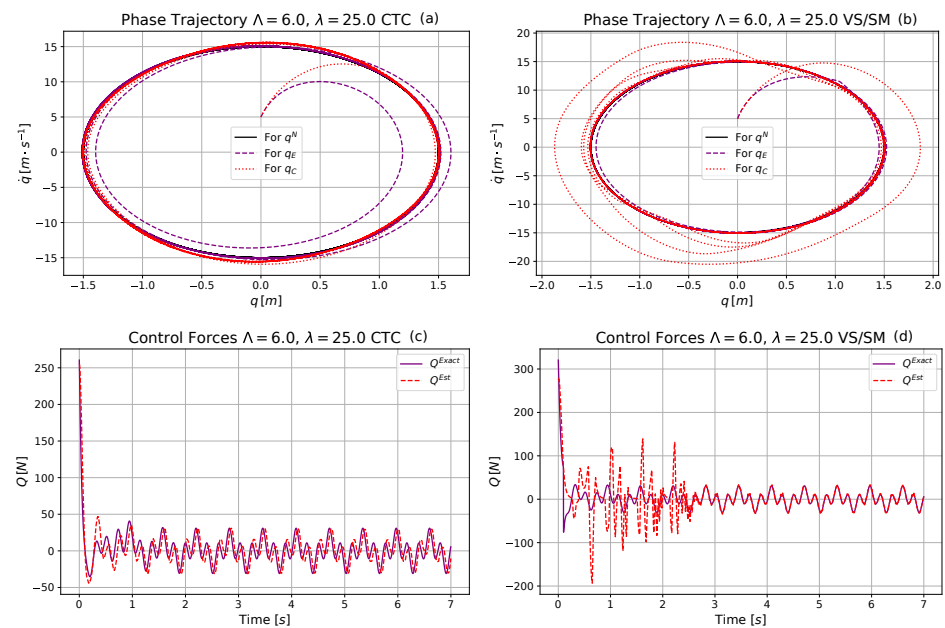 Phase Trajectory Λ = 6.0, λ = 25.0 CTC (a)
15
10
5
0
−5
−10
−15
q̇ [m · s⁻¹]
For qᴺ
For q_E
For q_C
−1.5 −1.0 −0.5 0.0 0.5 1.0 1.5
q [m]
Phase Trajectory Λ = 6.0, λ = 25.0 VS/SM (b)
20
15
10
5
0
−5
−10
−15
−20
q̇ [m · s⁻¹]
For qᴺ
For q_E
For q_C
−2.0 −1.5 −1.0 −0.5 0.0 0.5 1.0 1.5 2.0
q [m]
Control Forces Λ = 6.0, λ = 25.0 CTC (c)
250
200
150
100
50
0
−50
Q [N]
Q^Exact
Q^Est
0 1 2 3 4 5 6 7
Time [s]
Control Forces Λ = 6.0, λ = 25.0 VS/SM (d)
300
200
100
0
−100
−200
Q [N]
Q^Exact
Q^Est
0 1 2 3 4 5 6 7
Time [s]